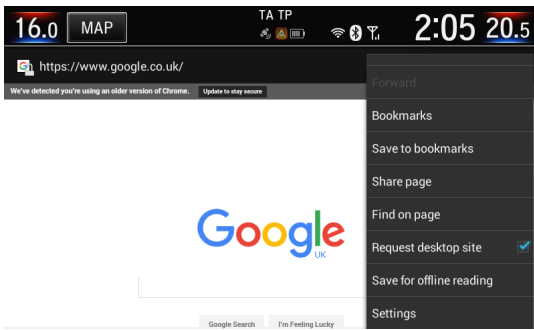 16.0 MAP TA TP 2:05 20.5
https://www.google.co.uk/
We've detected you're using an older version of Chrome. Update to stay secure
Forward
Bookmarks
Save to bookmarks
Share page
Find on page
Request desktop site
Save for offline reading
Settings
Google
UK
Google Search I'm Feeling Lucky